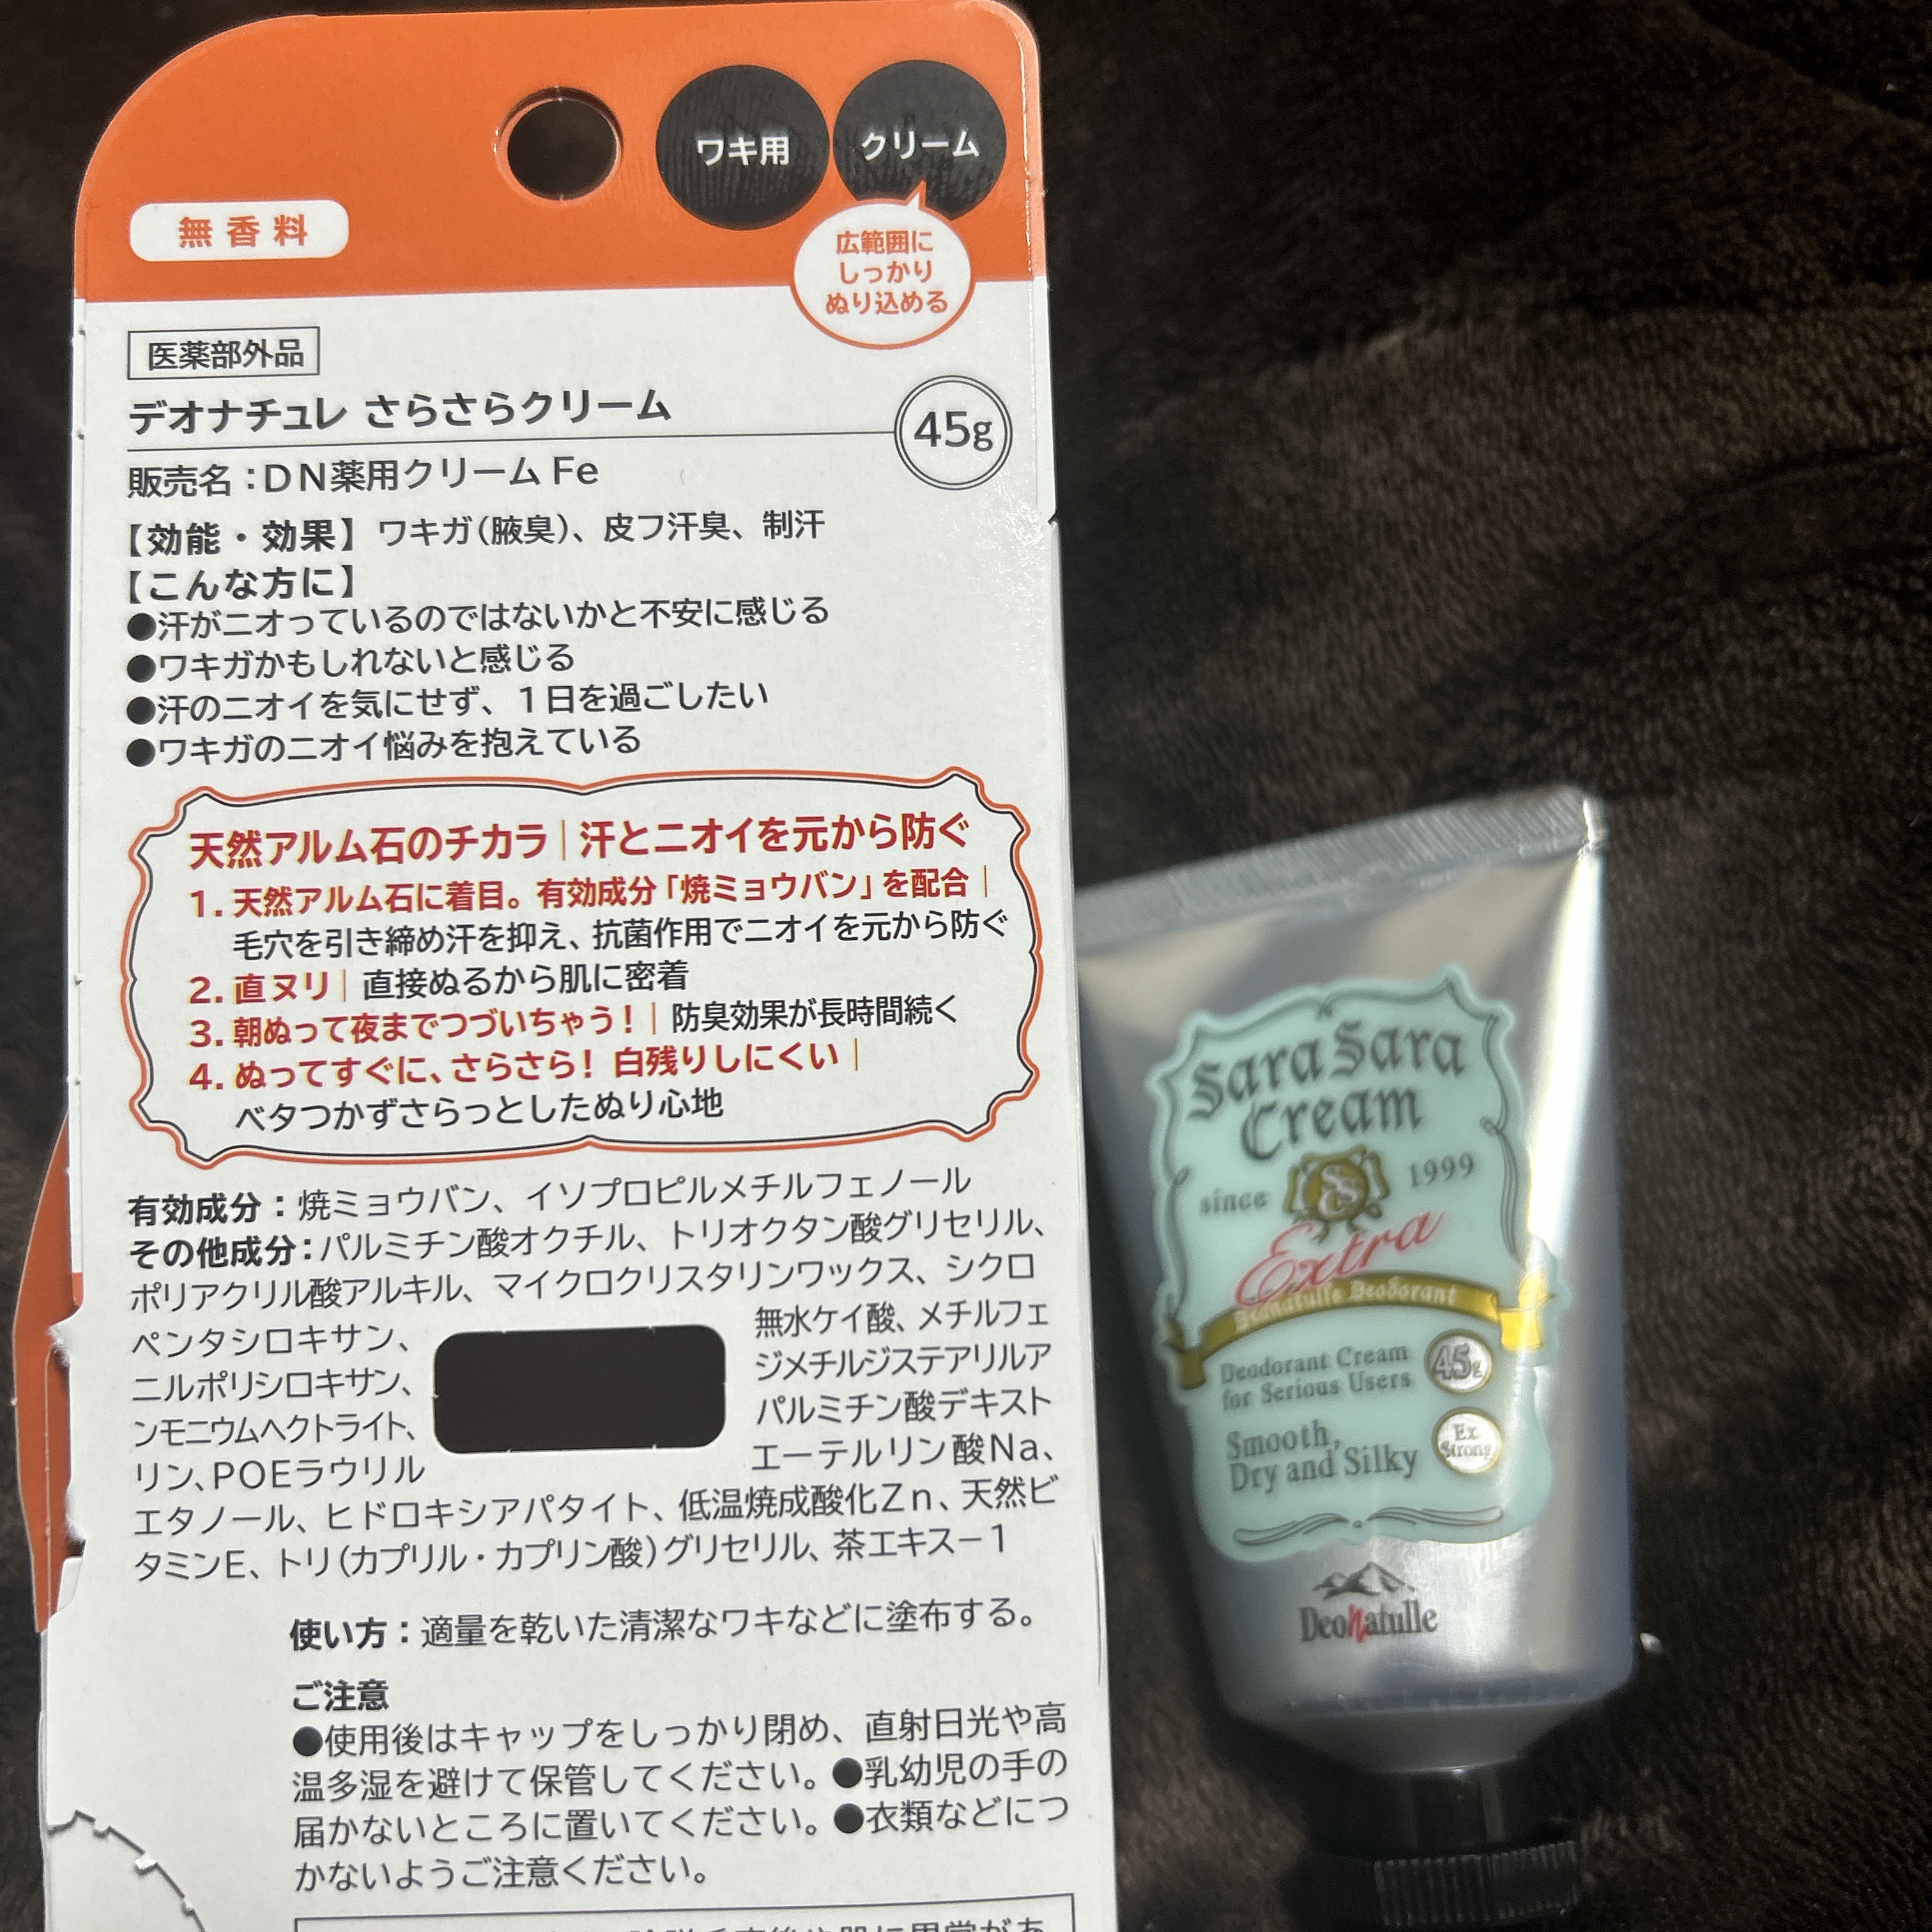 ワキ用
クリーム
無香料
広範囲に
しっかり
ぬり込める
医薬部外品
デオナチュレ さらさらクリーム
45g
販売名：DN薬用クリーム Fe
【効能・効果】ワキガ（腋臭）、皮フ汗臭、制汗
【こんな方に】
●汗がニオっているのではないかと不安に感じる
●ワキガかもしれないと感じる
●汗のニオイを気にせず、1日を過ごしたい
●ワキガのニオイ悩みを抱えている
天然アルム石のチカラ｜汗とニオイを元から防ぐ
1. 天然アルム石に着目。有効成分「焼ミョウバン」を配合｜
毛穴を引き締め汗を抑え、抗菌作用でニオイを元から防ぐ
2. 直ヌリ｜直接ぬるから肌に密着
3. 朝ぬって夜までつづいちゃう！｜防臭効果が長時間続く
4. ぬってすぐに、さらさら！白残りしにくい｜
ベタつかずさらっとしたぬり心地
有効成分：焼ミョウバン、イソプロピルメチルフェノール
その他成分：パルミチン酸オクチル、トリオクタン酸グリセリル、
ポリアクリル酸アルキル、マイクロクリスタリンワックス、シクロ
ペンタシロキサン、 無水ケイ酸、メチルフェ
ニルポリシロキサン、 ジメチルジステアリルア
ンモニウムヘクトライト、 パルミチン酸デキスト
リン、POEラウリル エーテルリン酸Na、
エタノール、ヒドロキシアパタイト、低温焼成酸化Zn、天然ビ
タミンE、トリ（カプリル・カプリン酸）グリセリル、茶エキス－1
使い方：適量を乾いた清潔なワキなどに塗布する。
ご注意
●使用後はキャップをしっかり閉め、直射日光や高
温多湿を避けて保管してください。●乳幼児の手の
届かないところに置いてください。●衣類などにつ
かないようご注意ください。
Sara Sara
Cream
since 1999
Extra
Deonatulle Deodorant
Deodorant Cream
for Serious Users
45g
Smooth,
Dry and Silky
Ex
Strong
DeoNatulle